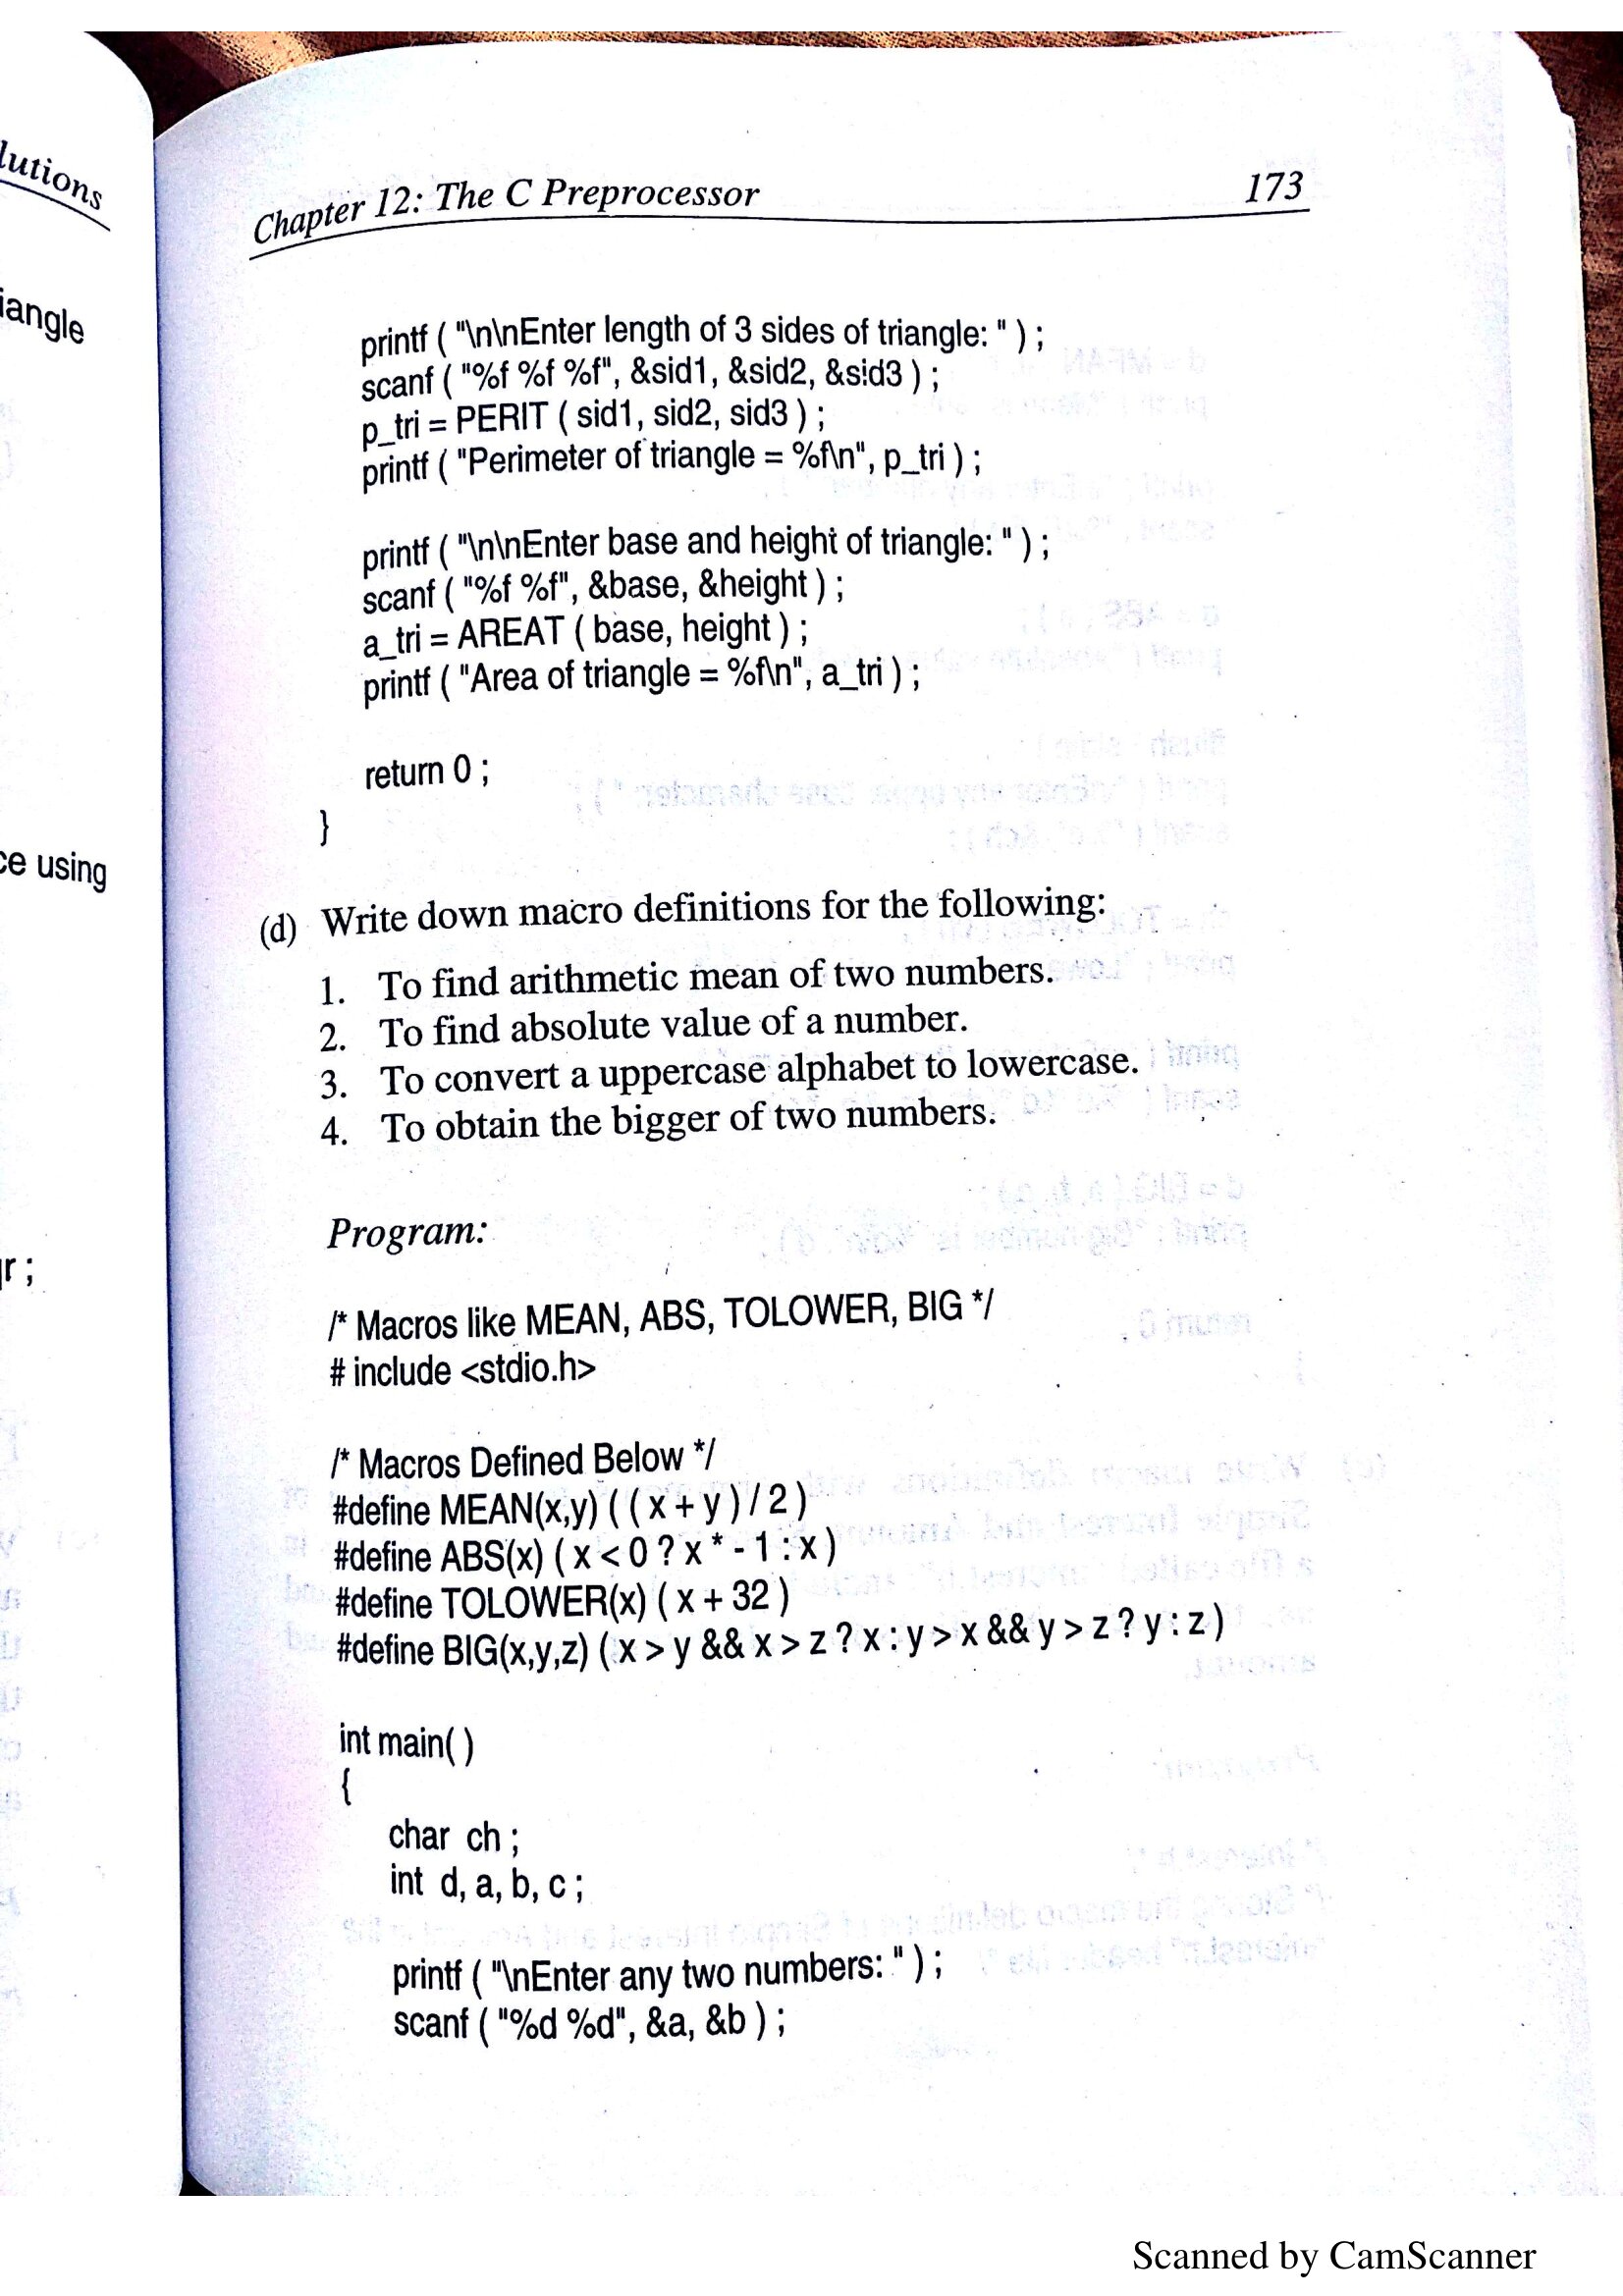 lutions
iangle
ce using
r ;
Chapter 12: The C Preprocessor 173
printf ( "\n\nEnter length of 3 sides of triangle: " ) ;
scanf ( "%f %f %f", &sid1, &sid2, &sid3 ) ;
p_tri = PERIT ( sid1, sid2, sid3 ) ;
printf ( "Perimeter of triangle = %f\n", p_tri ) ;
printf ( "\n\nEnter base and height of triangle: " ) ;
scanf ( "%f %f", &base, &height ) ;
a_tri = AREAT ( base, height ) ;
printf ( "Area of triangle = %f\n", a_tri ) ;
return 0 ;
}
(d) Write down macro definitions for the following:
1. To find arithmetic mean of two numbers.
2. To find absolute value of a number.
3. To convert a uppercase alphabet to lowercase.
4. To obtain the bigger of two numbers.
Program:
/* Macros like MEAN, ABS, TOLOWER, BIG */
# include <stdio.h>
/* Macros Defined Below */
#define MEAN(x,y) ( ( x + y ) / 2 )
#define ABS(x) ( x < 0 ? x * - 1 : x )
#define TOLOWER(x) ( x + 32 )
#define BIG(x,y,z) ( x > y && x > z ? x : y > x && y > z ? y : z )
int main( )
{
char ch ;
int d, a, b, c ;
printf ( "\nEnter any two numbers: " ) ;
scanf ( "%d %d", &a, &b ) ;
Scanned by CamScanner